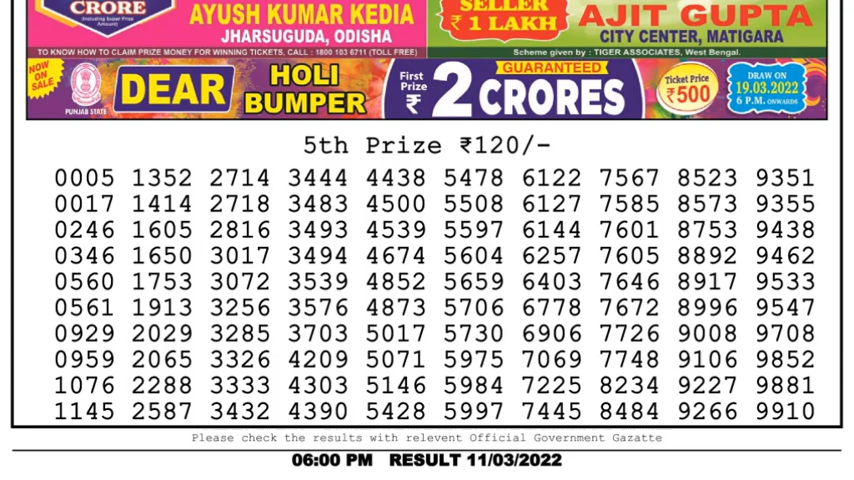 CRORE
(Including Super Prize Amount)
AYUSH KUMAR KEDIA
JHARSUGUDA, ODISHA
SELLER
₹ 1 LAKH
AJIT GUPTA
CITY CENTER, MATIGARA
TO KNOW HOW TO CLAIM PRIZE MONEY FOR WINNING TICKETS, CALL : 1800 103 6711 (TOLL FREE)
Scheme given by : TIGER ASSOCIATES, West Bengal.
NOW ON SALE
PUNJAB STATE
DEAR
HOLI
BUMPER
First Prize ₹
2 CRORES
GUARANTEED
Ticket Price
₹500
DRAW ON
19.03.2022
6 P.M. ONWARDS
5th Prize ₹120/-
0005 1352 2714 3444 4438 5478 6122 7567 8523 9351
0017 1414 2718 3483 4500 5508 6127 7585 8573 9355
0246 1605 2816 3493 4539 5597 6144 7601 8753 9438
0346 1650 3017 3494 4674 5604 6257 7605 8892 9462
0560 1753 3072 3539 4852 5659 6403 7646 8917 9533
0561 1913 3256 3576 4873 5706 6778 7672 8996 9547
0929 2029 3285 3703 5017 5730 6906 7726 9008 9708
0959 2065 3326 4209 5071 5975 7069 7748 9106 9852
1076 2288 3333 4303 5146 5984 7225 8234 9227 9881
1145 2587 3432 4390 5428 5997 7445 8484 9266 9910
Please check the results with relevent Official Government Gazatte
06:00 PM RESULT 11/03/2022